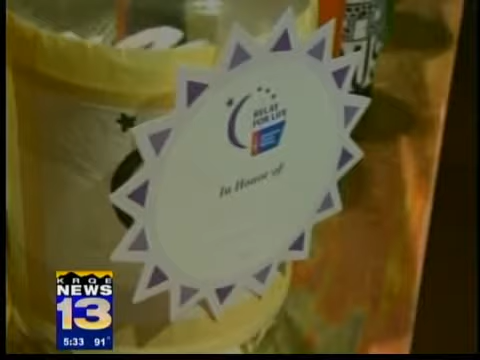 RELAY
FOR LIFE
In Honor of
KRQE
NEWS
13
5:33 91°